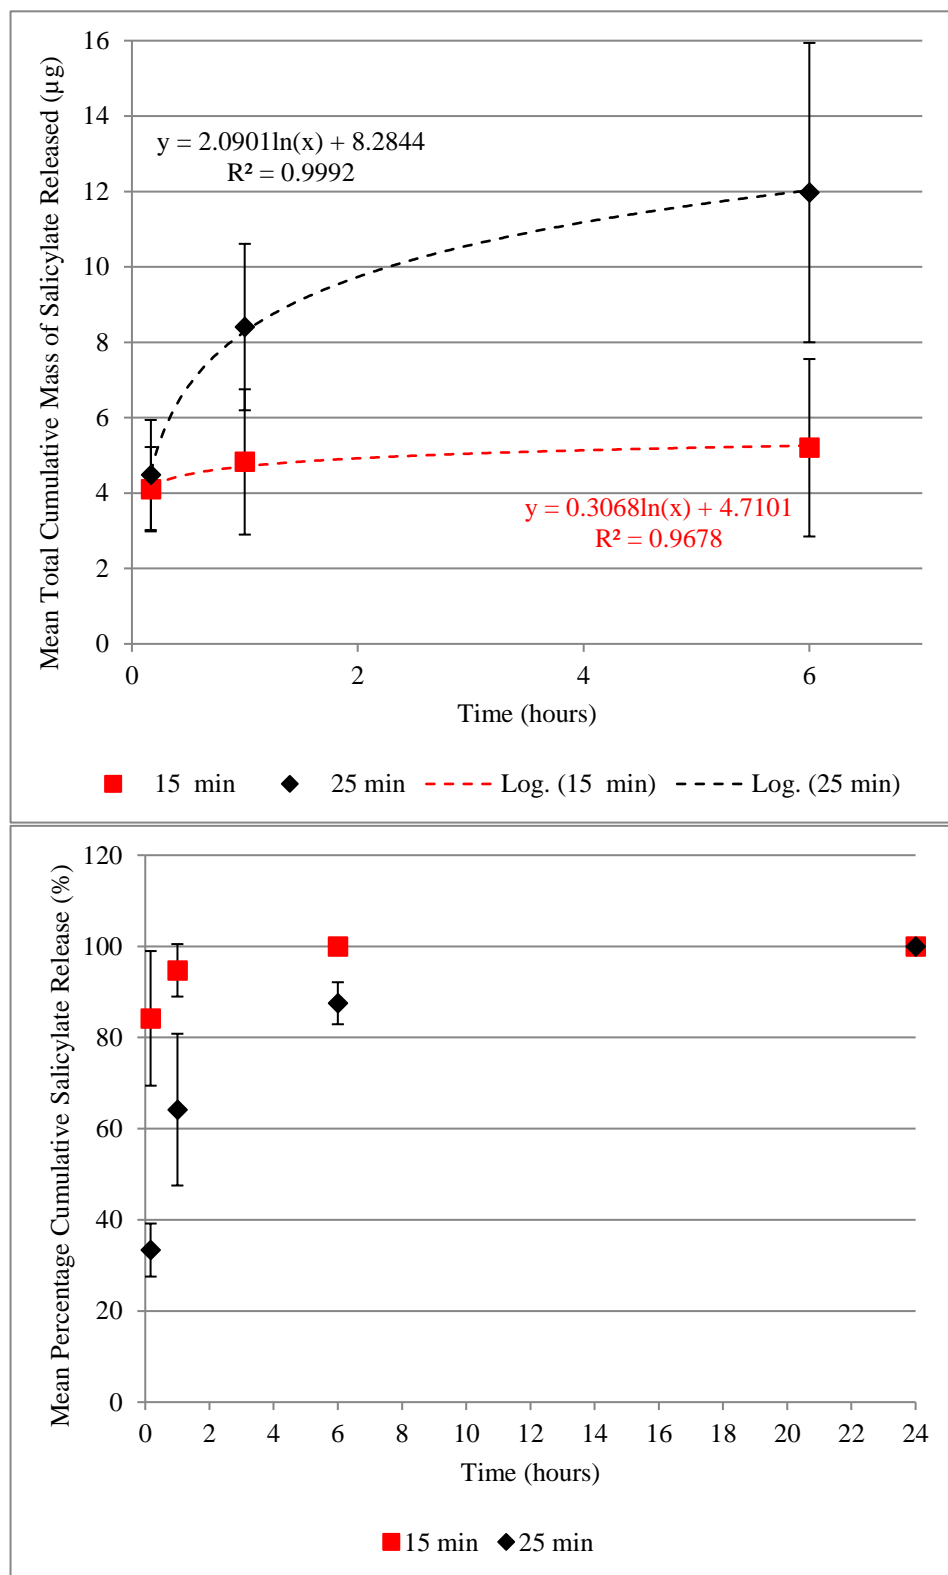 Mean Total Cumulative Mass of Salicylate Released (µg)
16
14
12
10
8
6
4
2
0
y = 2.0901ln(x) + 8.2844
R² = 0.9992
y = 0.3068ln(x) + 4.7101
R² = 0.9678
0 2 4 6
Time (hours)
15 min 25 min Log. (15 min) Log. (25 min)
Mean Percentage Cumulative Salicylate Release (%)
120
100
80
60
40
20
0
0 2 4 6 8 10 12 14 16 18 20 22 24
Time (hours)
15 min 25 min